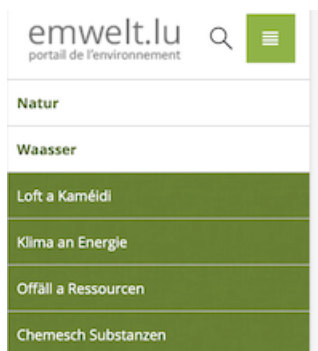 emwelt.lu
portail de l'environnement
Natur
Waasser
Loft a Kaméidi
Klima an Energie
Offäll a Ressourcen
Chemesch Substanzen